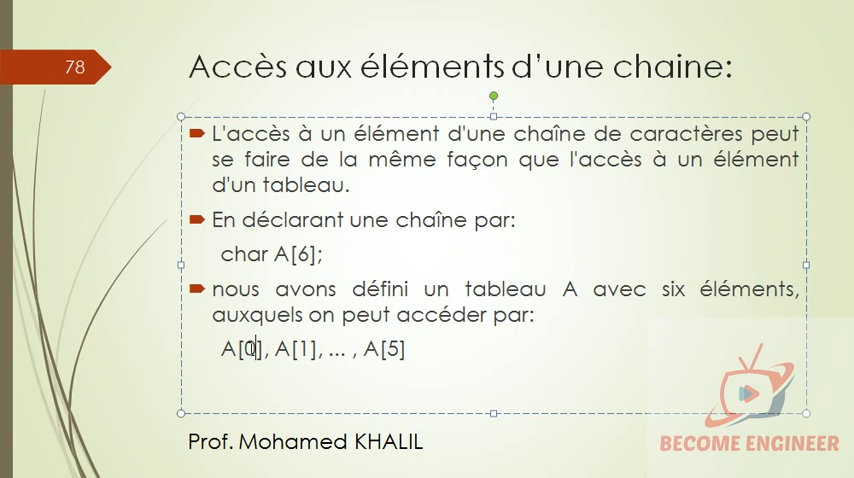 78
Accès aux éléments d’une chaine:
L'accès à un élément d'une chaîne de caractères peut
se faire de la même façon que l'accès à un élément
d'un tableau.
En déclarant une chaîne par:
char A[6];
nous avons défini un tableau A avec six éléments,
auxquels on peut accéder par:
A[0], A[1], ... , A[5]
Prof. Mohamed KHALIL
BECOME ENGINEER